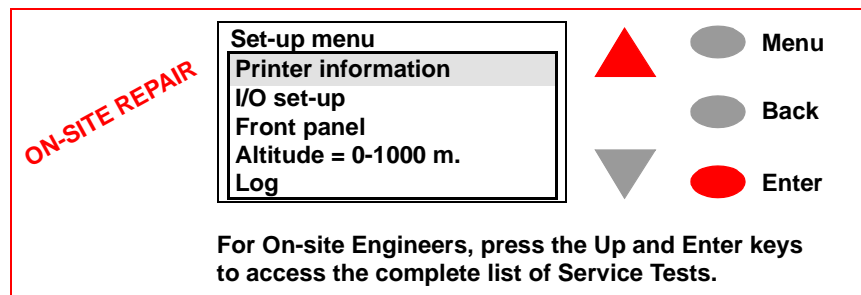 ON-SITE REPAIR
Set-up menu
Printer information
I/O set-up
Front panel
Altitude = 0-1000 m.
Log
Menu
Back
Enter
For On-site Engineers, press the Up and Enter keys
to access the complete list of Service Tests.